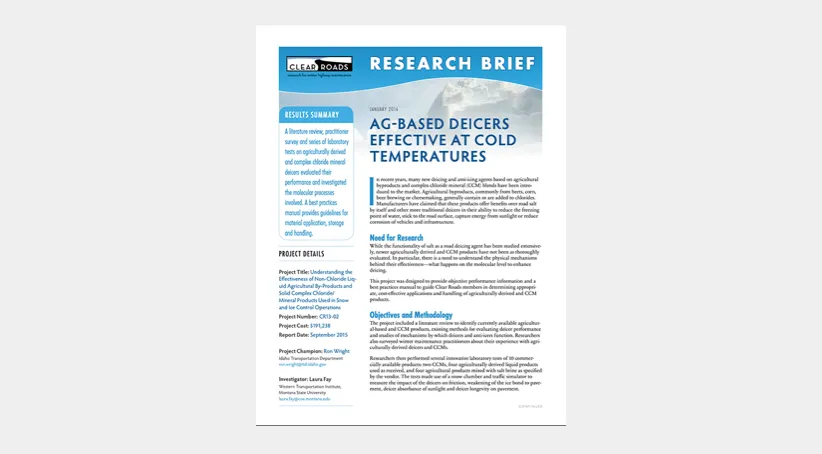 CLEAR ROADS
research for winter highway maintenance
RESEARCH BRIEF
RESULTS SUMMARY
A literature review, practitioner
survey and series of laboratory
tests on agriculturally derived
and complex chloride mineral
deicers evaluated their
performance and investigated
the molecular processes
involved. A best practices
manual provides guidelines for
material application, storage
and handling.
PROJECT DETAILS
Project Title: Understanding the
Effectiveness of Non-Chloride Liq-
uid Agricultural By-Products and
Solid Complex Chloride/
Mineral Products Used in Snow
and Ice Control Operations
Project Number: CR13-02
Project Cost: $191,238
Report Date: September 2015
Project Champion: Ron Wright
Idaho Transportation Department
ron.wright@itd.idaho.gov
Investigator: Laura Fay
Western Transportation Institute,
Montana State University
laura.fay@coe.montana.edu
JANUARY 2016
AG-BASED DEICERS
EFFECTIVE AT COLD
TEMPERATURES
In recent years, many new deicing and anti-icing agents based on agricultural
byproducts and complex chloride mineral (CCM) blends have been intro-
duced to the market. Agricultural byproducts, commonly from beets, corn,
beer brewing or cheesemaking, generally contain or are added to chlorides.
Manufacturers have claimed that these products offer benefits over road salt
by itself and other more traditional deicers in their ability to reduce the freezing
point of water, stick to the road surface, capture energy from sunlight or reduce
corrosion of vehicles and infrastructure.
Need for Research
While the functionality of salt as a road deicing agent has been studied extensive-
ly, newer agriculturally derived and CCM products have not been as thoroughly
evaluated. In particular, there is a need to understand the physical mechanisms
behind their effectiveness—what happens on the molecular level to enhance
deicing.
This project was designed to provide objective performance information and a
best practices manual to guide Clear Roads members in determining appropri-
ate, cost-effective applications and handling of agriculturally derived and CCM
products.
Objectives and Methodology
The project included a literature review to identify currently available agricultur-
al-based and CCM products, existing methods for evaluating deicer performance
and studies of mechanisms by which deicers and anti-icers function. Researchers
also surveyed winter maintenance practitioners about their experience with agri-
culturally derived deicers and CCMs.
Researchers then performed several innovative laboratory tests of 10 commer-
cially available products: two CCMs, four agriculturally derived liquid products
used as received, and four agricultural products mixed with salt brine as specified
by the vendor. The tests made use of a snow chamber and traffic simulator to
measure the impact of the deicers on friction, weakening of the ice bond to pave-
ment, deicer absorbance of sunlight and deicer longevity on pavement.